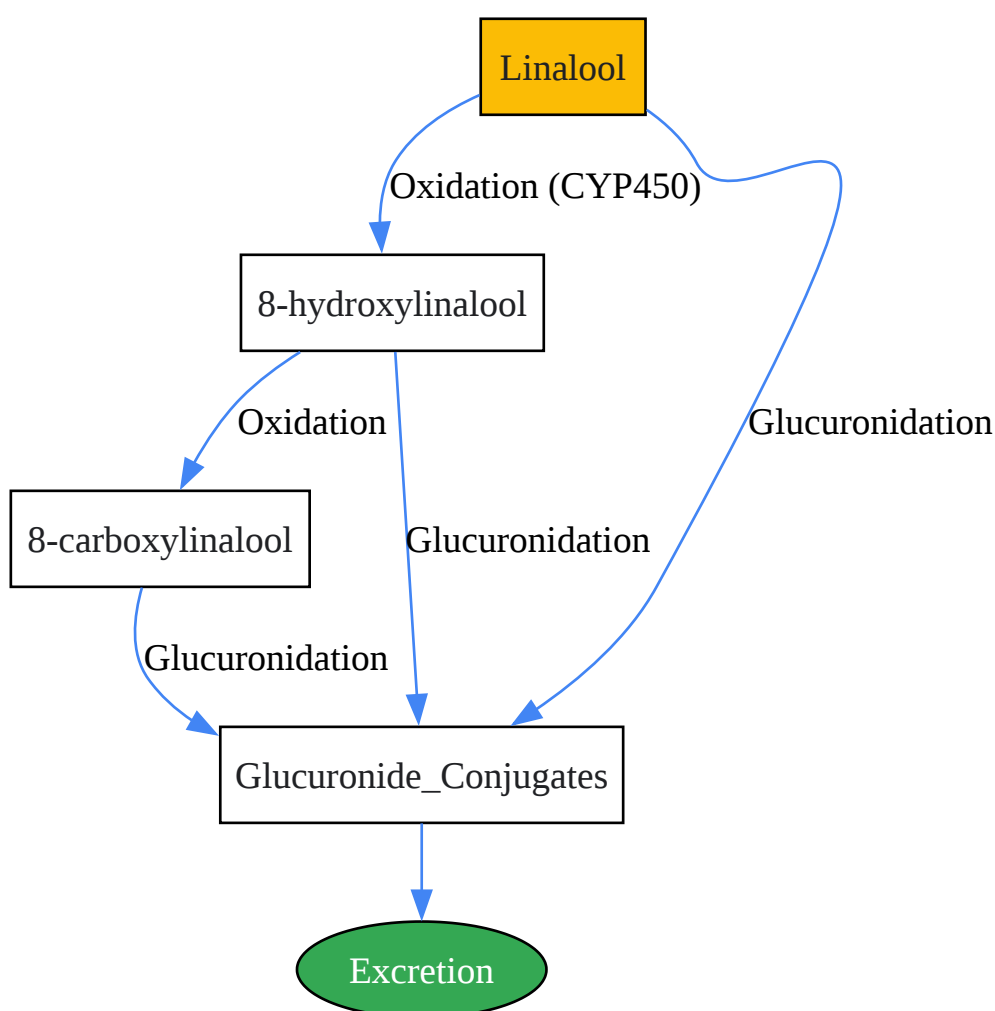 Linalool
Oxidation (CYP450)
8-hydroxylinalool
Oxidation
Glucuronidation
8-carboxylinalool
Glucuronidation
Glucuronidation
Glucuronide_Conjugates
Excretion